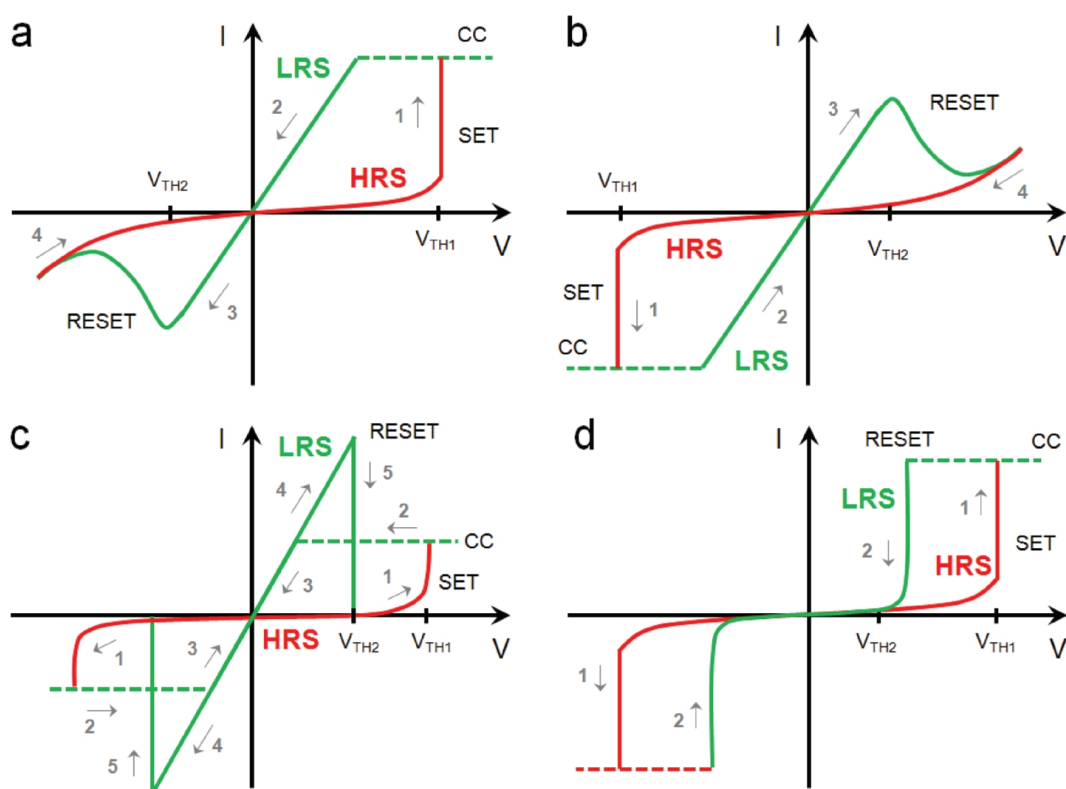 a
I
CC
LRS
2
1
SET
HRS
V_TH2
V_TH1
V
4
3
RESET
b
I
3
RESET
V_TH1
4
HRS
V_TH2
V
SET
1
2
CC
LRS
c
I
LRS
RESET
4
5
2
CC
3
1
SET
HRS
V_TH2
V_TH1
V
1
3
2
4
5
d
I
RESET
CC
LRS
1
2
SET
HRS
V_TH2
V_TH1
V
1
2